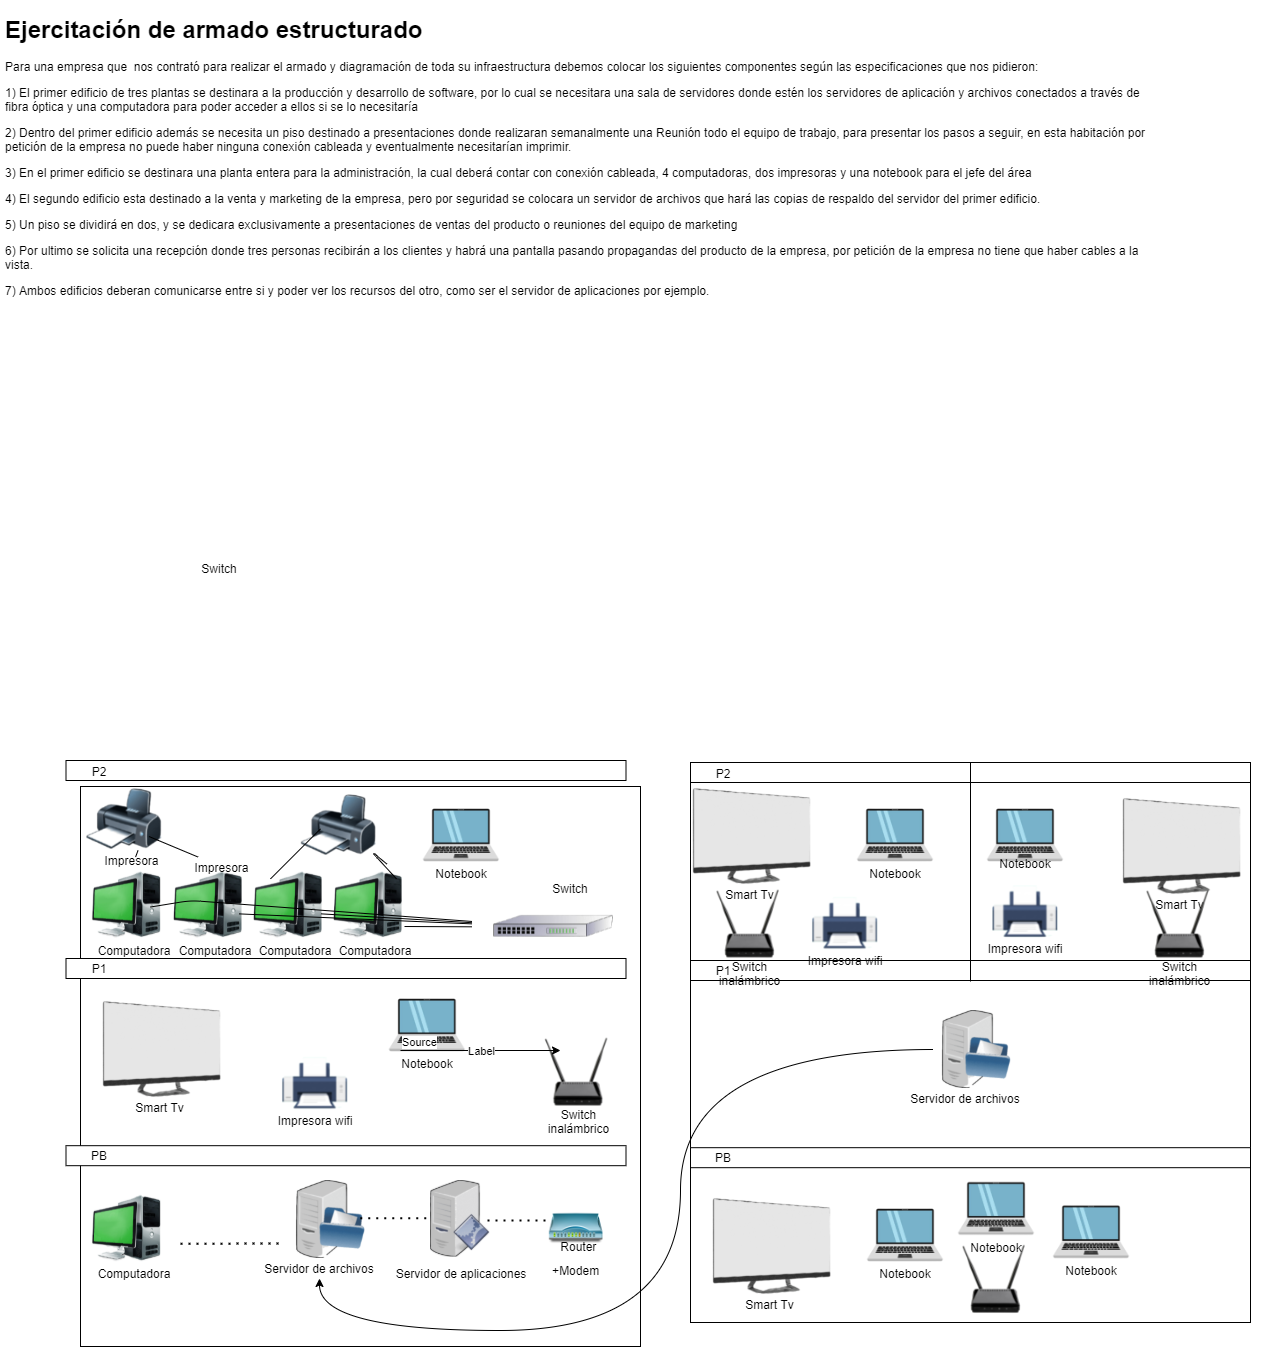 Ejercitación de armado estructurado
Para una empresa que  nos contrató para realizar el armado y diagramación de toda su infraestructura debemos colocar los siguientes componentes según las especificaciones que nos pidieron:
1) El primer edificio de tres plantas se destinara a la producción y desarrollo de software, por lo cual se necesitara una sala de servidores donde estén los servidores de aplicación y archivos conectados a través de
fibra óptica y una computadora para poder acceder a ellos si se lo necesitaría
2) Dentro del primer edificio además se necesita un piso destinado a presentaciones donde realizaran semanalmente una Reunión todo el equipo de trabajo, para presentar los pasos a seguir, en esta habitación por
petición de la empresa no puede haber ninguna conexión cableada y eventualmente necesitarían imprimir.
3) En el primer edificio se destinara una planta entera para la administración, la cual deberá contar con conexión cableada, 4 computadoras, dos impresoras y una notebook para el jefe del área
4) El segundo edificio esta destinado a la venta y marketing de la empresa, pero por seguridad se colocara un servidor de archivos que hará las copias de respaldo del servidor del primer edificio.
5) Un piso se dividirá en dos, y se dedicara exclusivamente a presentaciones de ventas del producto o reuniones del equipo de marketing
6) Por ultimo se solicita una recepción donde tres personas recibirán a los clientes y habrá una pantalla pasando propagandas del producto de la empresa, por petición de la empresa no tiene que haber cables a la
vista.
7) Ambos edificios deberan comunicarse entre si y poder ver los recursos del otro, como ser el servidor de aplicaciones por ejemplo.
Switch
P2
Impresora
Impresora
Notebook
Switch
Computadora
Computadora
Computadora
Computadora
P1
Smart Tv
Impresora wifi
Source
Label
Notebook
Switch
inalámbrico
PB
Computadora
Servidor de archivos
Servidor de aplicaciones
Router
+Modem
P2
Smart Tv
Notebook
Notebook
Smart Tv
Switch
inalámbrico
Impresora wifi
Impresora wifi
Switch
inalámbrico
P1
Servidor de archivos
PB
Smart Tv
Notebook
Notebook
Notebook